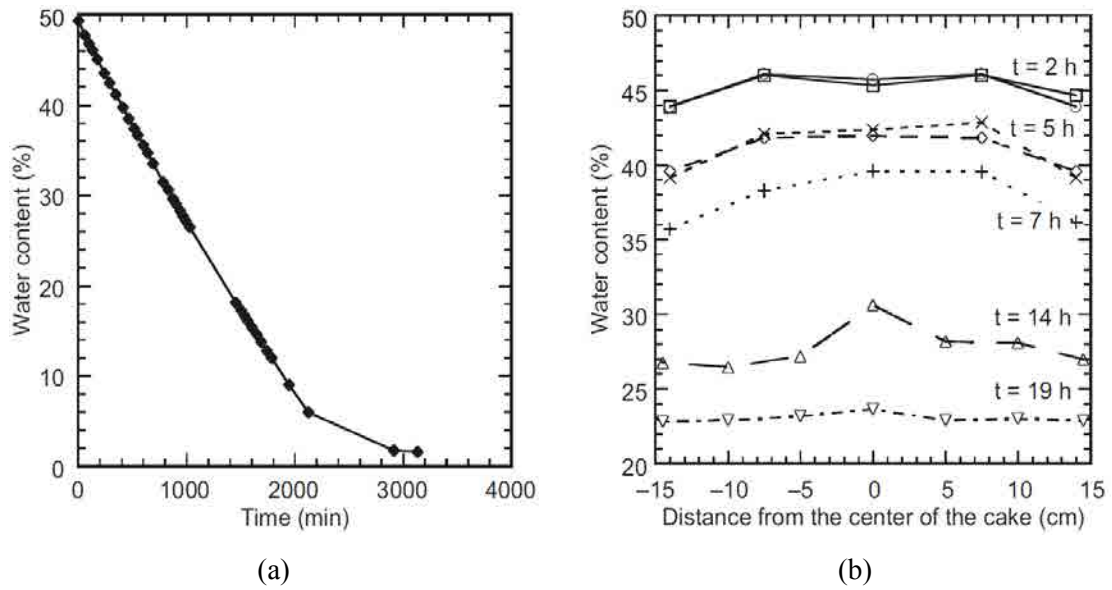 50
40
30
20
10
0
Water content (%)
0 1000 2000 3000 4000
Time (min)
(a)
50
45
40
35
30
25
20
Water content (%)
t = 2 h
t = 5 h
t = 7 h
t = 14 h
t = 19 h
–15 –10 –5 0 5 10 15
Distance from the center of the cake (cm)
(b)